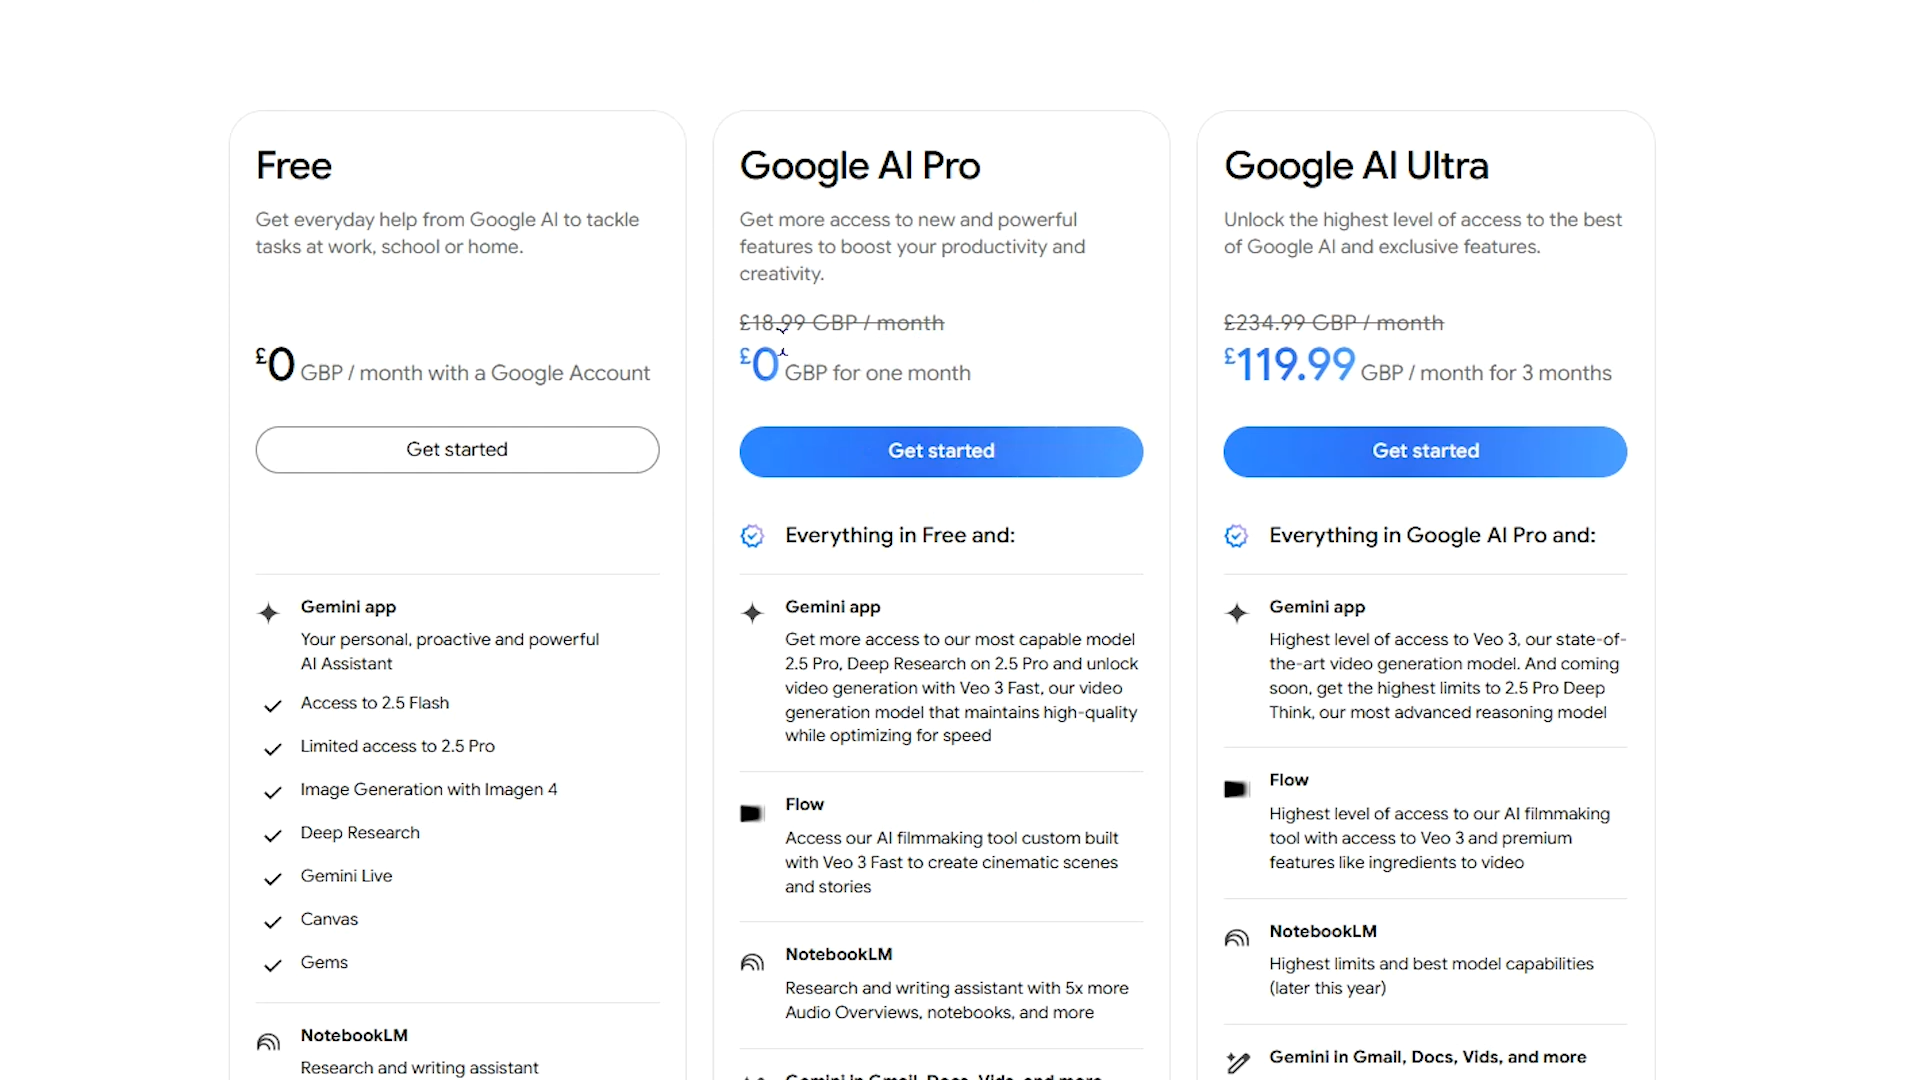 Free
Get everyday help from Google AI to tackle
tasks at work, school or home.
£0 GBP / month with a Google Account
Get started
Gemini app
Your personal, proactive and powerful
AI Assistant
Access to 2.5 Flash
Limited access to 2.5 Pro
Image Generation with Imagen 4
Deep Research
Gemini Live
Canvas
Gems
NotebookLM
Research and writing assistant
Google AI Pro
Get more access to new and powerful
features to boost your productivity and
creativity.
£18.99 GBP / month
£0 GBP for one month
Get started
Everything in Free and:
Gemini app
Get more access to our most capable model
2.5 Pro, Deep Research on 2.5 Pro and unlock
video generation with Veo 3 Fast, our video
generation model that maintains high-quality
while optimizing for speed
Flow
Access our AI filmmaking tool custom built
with Veo 3 Fast to create cinematic scenes
and stories
NotebookLM
Research and writing assistant with 5x more
Audio Overviews, notebooks, and more
Gemini in Gmail, Docs, Vids, and more
Google AI Ultra
Unlock the highest level of access to the best
of Google AI and exclusive features.
£234.99 GBP / month
£119.99 GBP / month for 3 months
Get started
Everything in Google AI Pro and:
Gemini app
Highest level of access to Veo 3, our state-of-
the-art video generation model. And coming
soon, get the highest limits to 2.5 Pro Deep
Think, our most advanced reasoning model
Flow
Highest level of access to our AI filmmaking
tool with access to Veo 3 and premium
features like ingredients to video
NotebookLM
Highest limits and best model capabilities
(later this year)
Gemini in Gmail, Docs, Vids, and more